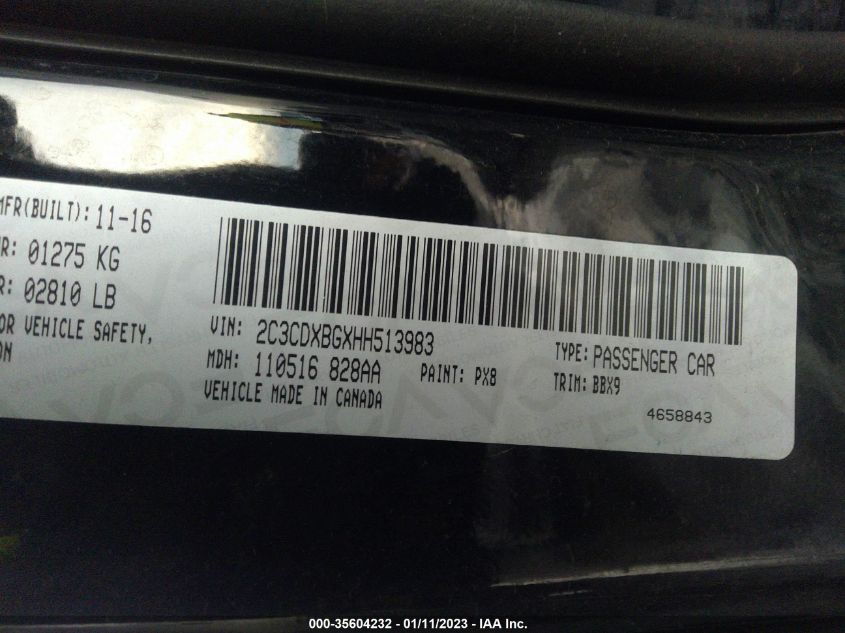 MFR(BUILT): 11-16
R: 01275 KG
R: 02810 LB
OR VEHICLE SAFETY,
ON
VIN: 2C3CDXBGXHH513983
TYPE: PASSENGER CAR
MDH: 110516 828AA
PAINT: PX8
TRIM: BBX9
VEHICLE MADE IN CANADA
4658843
000-35604232 - 01/11/2023 - IAA Inc.